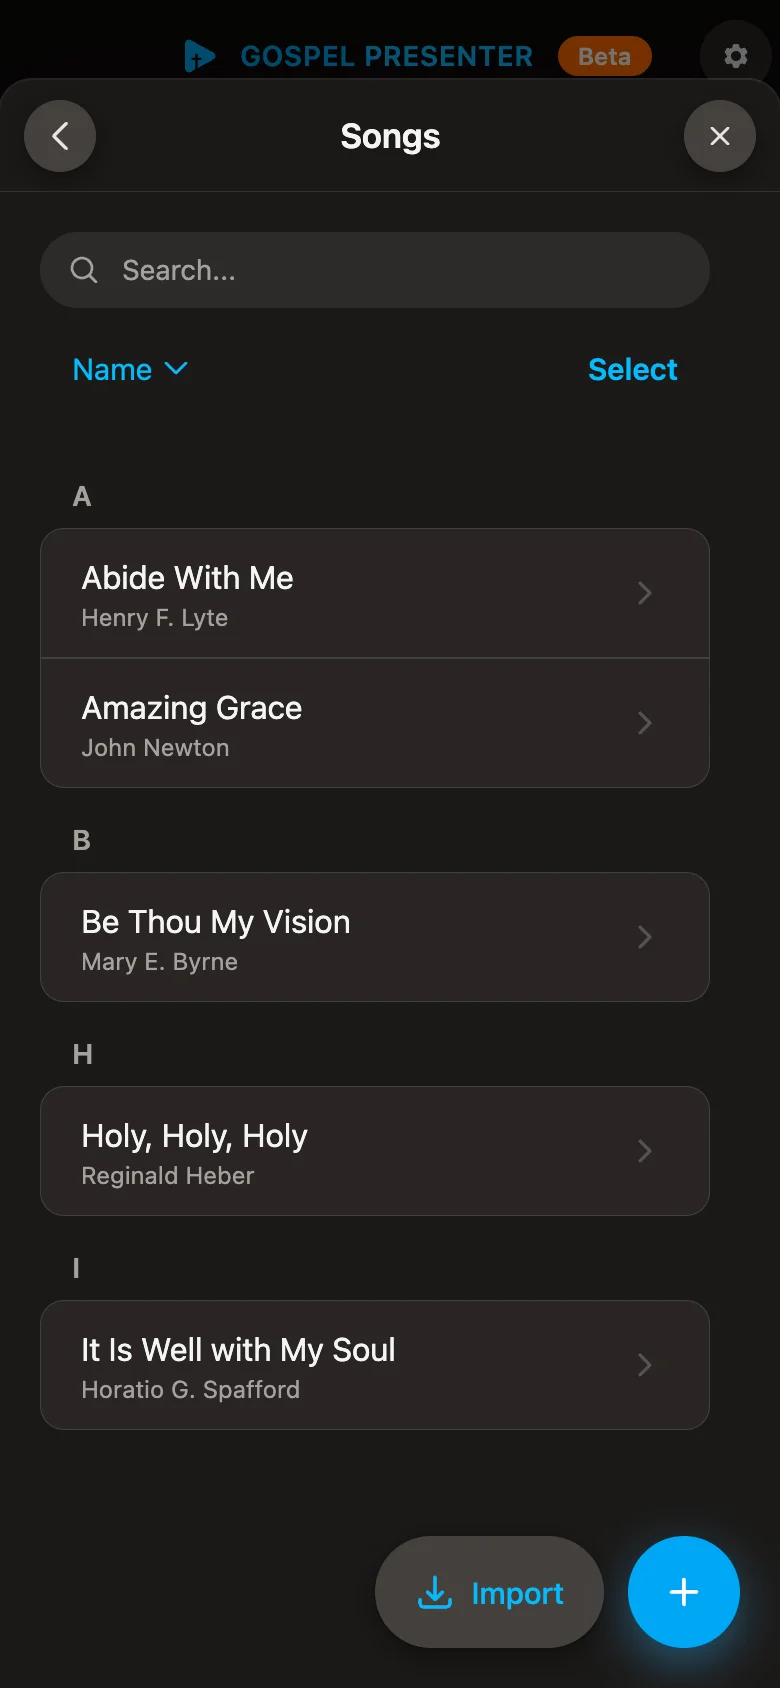 GOSPEL PRESENTER Beta
Songs
Search...
Name Select
A
Abide With Me
Henry F. Lyte
Amazing Grace
John Newton
B
Be Thou My Vision
Mary E. Byrne
H
Holy, Holy, Holy
Reginald Heber
I
It Is Well with My Soul
Horatio G. Spafford
Import